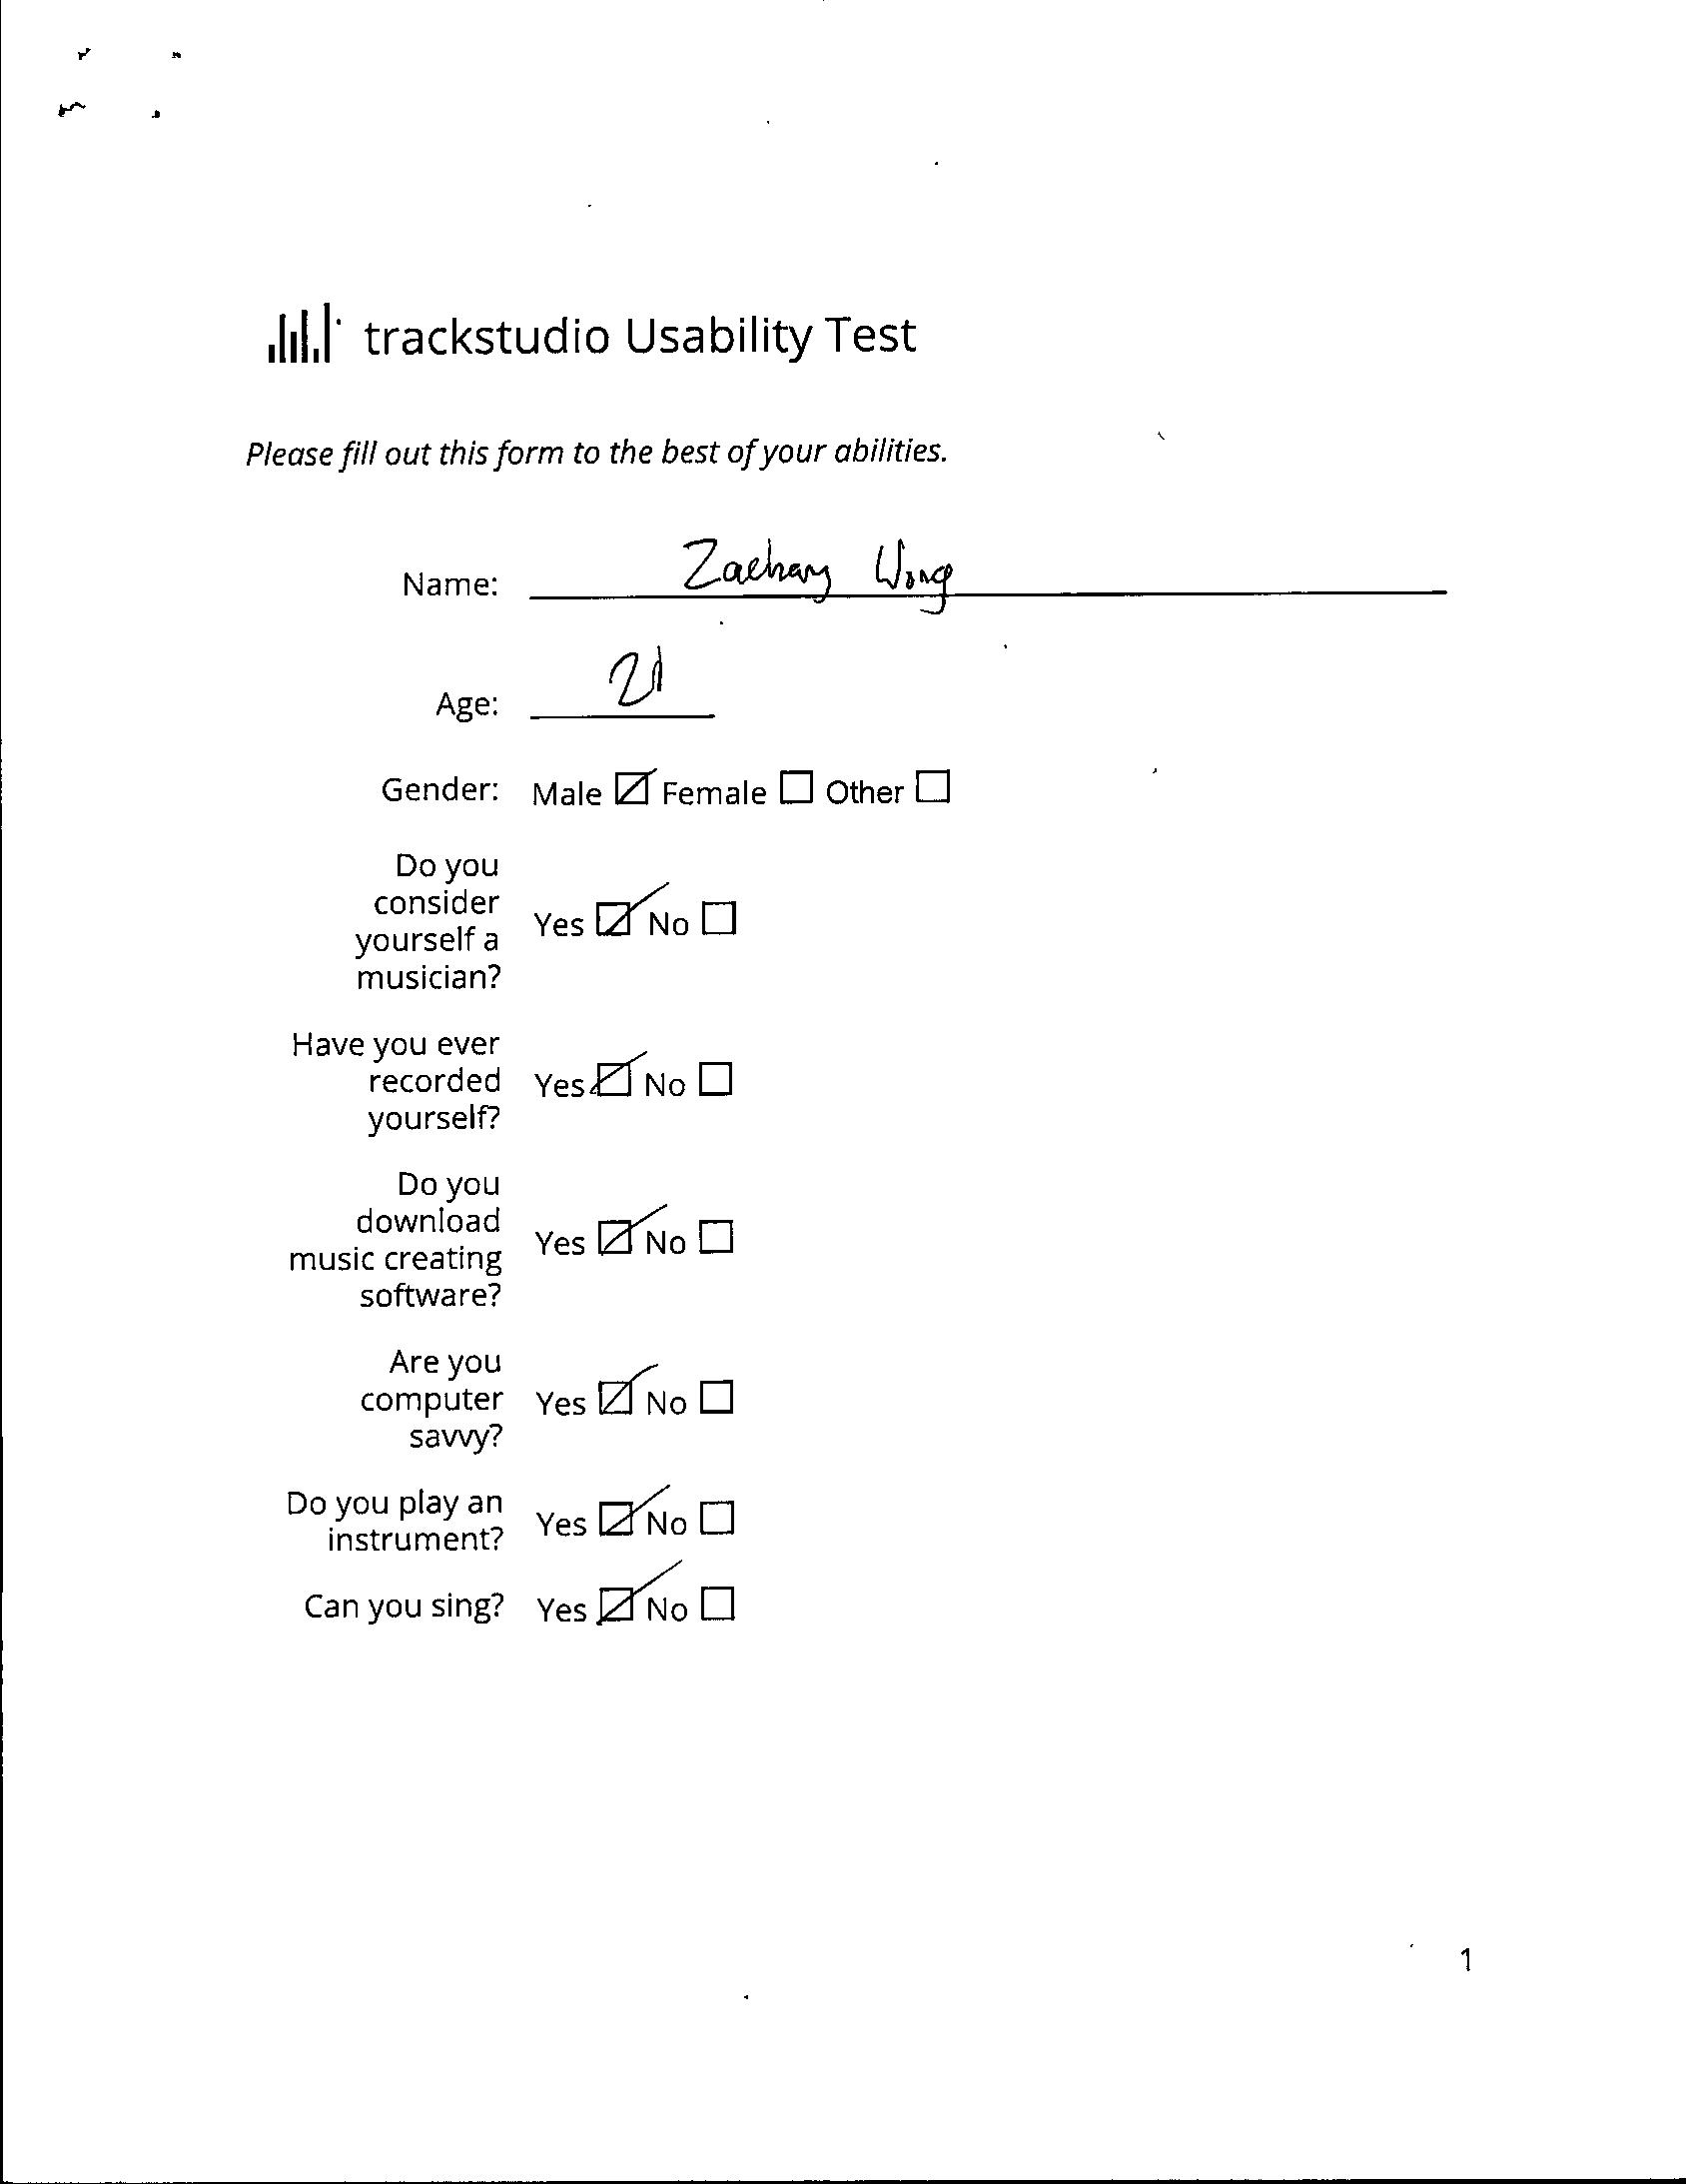 trackstudio Usability Test
Please fill out this form to the best of your abilities.
Name: Zachary Wong
Age: 21
Gender: Male ☑ Female ☐ Other ☐
Do you
consider
yourself a
musician?
Yes ☑ No ☐
Have you ever
recorded
yourself?
Yes ☑ No ☐
Do you
download
music creating
software?
Yes ☑ No ☐
Are you
computer
savvy?
Yes ☑ No ☐
Do you play an
instrument?
Yes ☑ No ☐
Can you sing? Yes ☑ No ☐
1